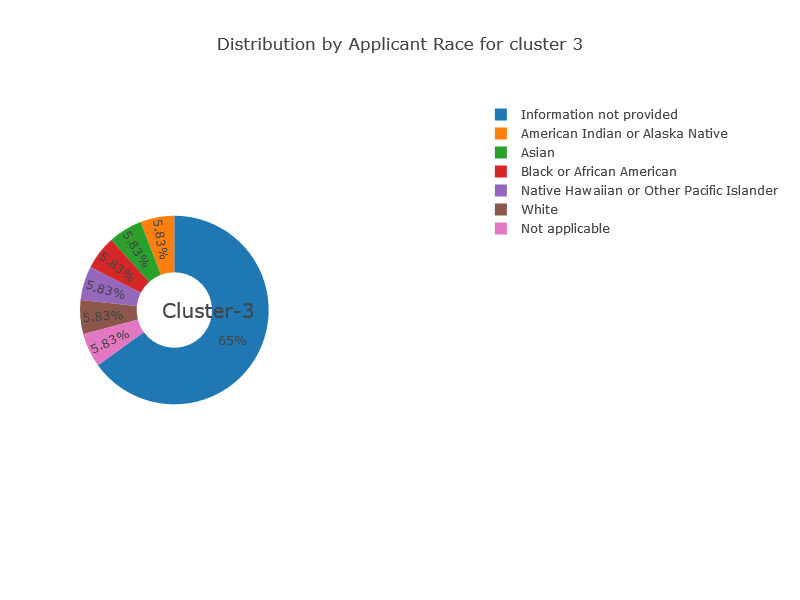 Distribution by Applicant Race for cluster 3
Information not provided
American Indian or Alaska Native
Asian
Black or African American
Native Hawaiian or Other Pacific Islander
White
Not applicable
5.83%
5.83%
5.83%
5.83%
5.83%
5.83%
Cluster-3
65%